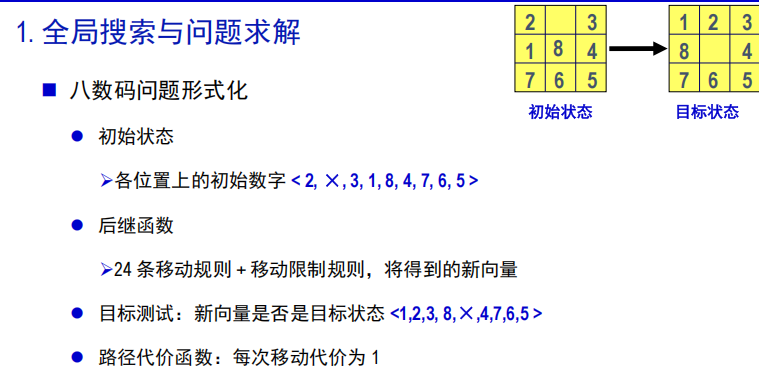 1. 全局搜索与问题求解
2 3
1 8 4
7 6 5
初始状态
1 2 3
8 4
7 6 5
目标状态
八数码问题形式化
初始状态
各位置上的初始数字 < 2, ×, 3, 1, 8, 4, 7, 6, 5 >
后继函数
24 条移动规则 + 移动限制规则，将得到的新向量
目标测试：新向量是否是目标状态 <1,2,3, 8,×,4,7,6,5 >
路径代价函数：每次移动代价为 1